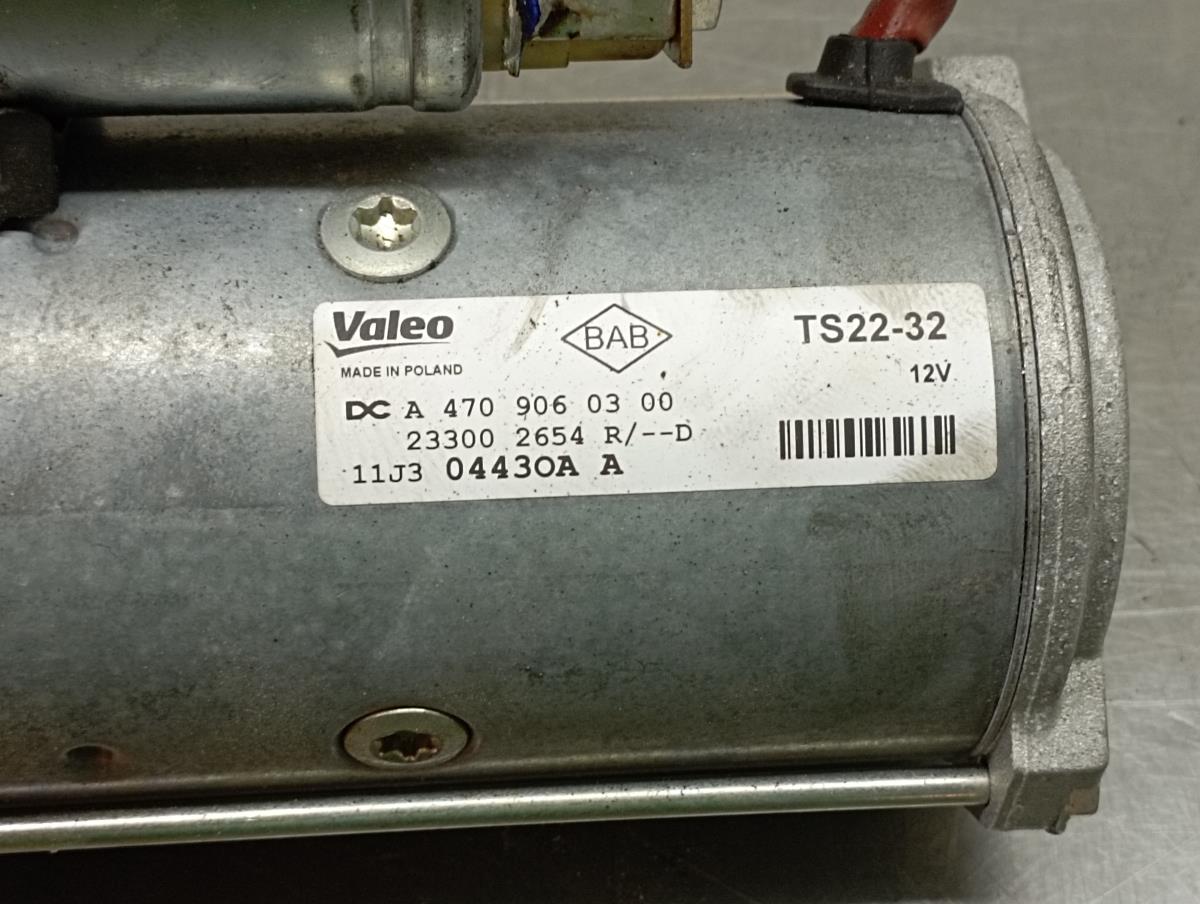 Valeo
MADE IN POLAND
BAB
TS22-32
12V
DC A 470 906 03 00
23300 2654 R/--D
11J3 04430A A